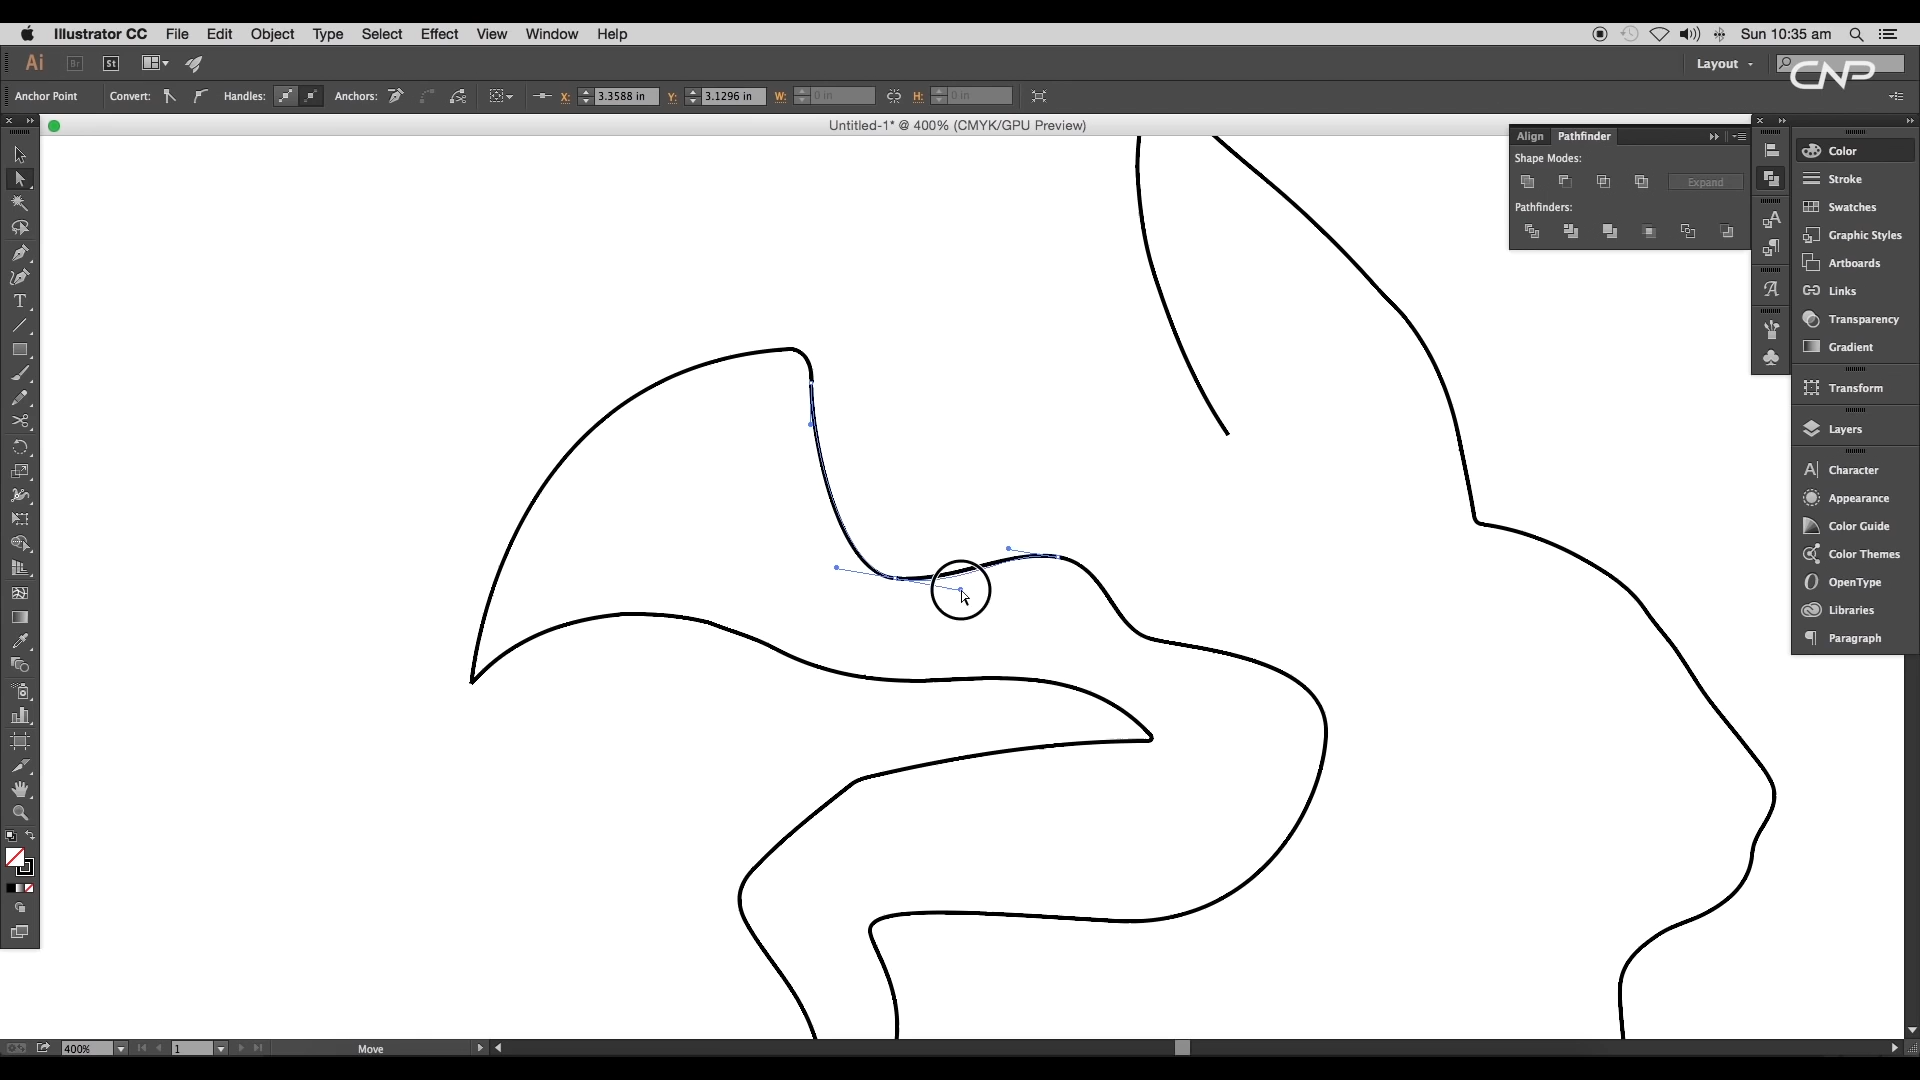 Illustrator CC File Edit Object Type Select Effect View Window Help Sun 10:35 am
Ai Br St Layout CNP
Anchor Point Convert: Handles: Anchors: X: 3.3588 in Y: 3.1296 in W: 0 in H: 0 in
Untitled-1* @ 400% (CMYK/GPU Preview)
Align Pathfinder
Shape Modes:
Expand
Pathfinders:
Color
Stroke
Swatches
Graphic Styles
Artboards
Links
Transparency
Gradient
Transform
Layers
Character
Appearance
Color Guide
Color Themes
OpenType
Libraries
Paragraph
400% 1 Move